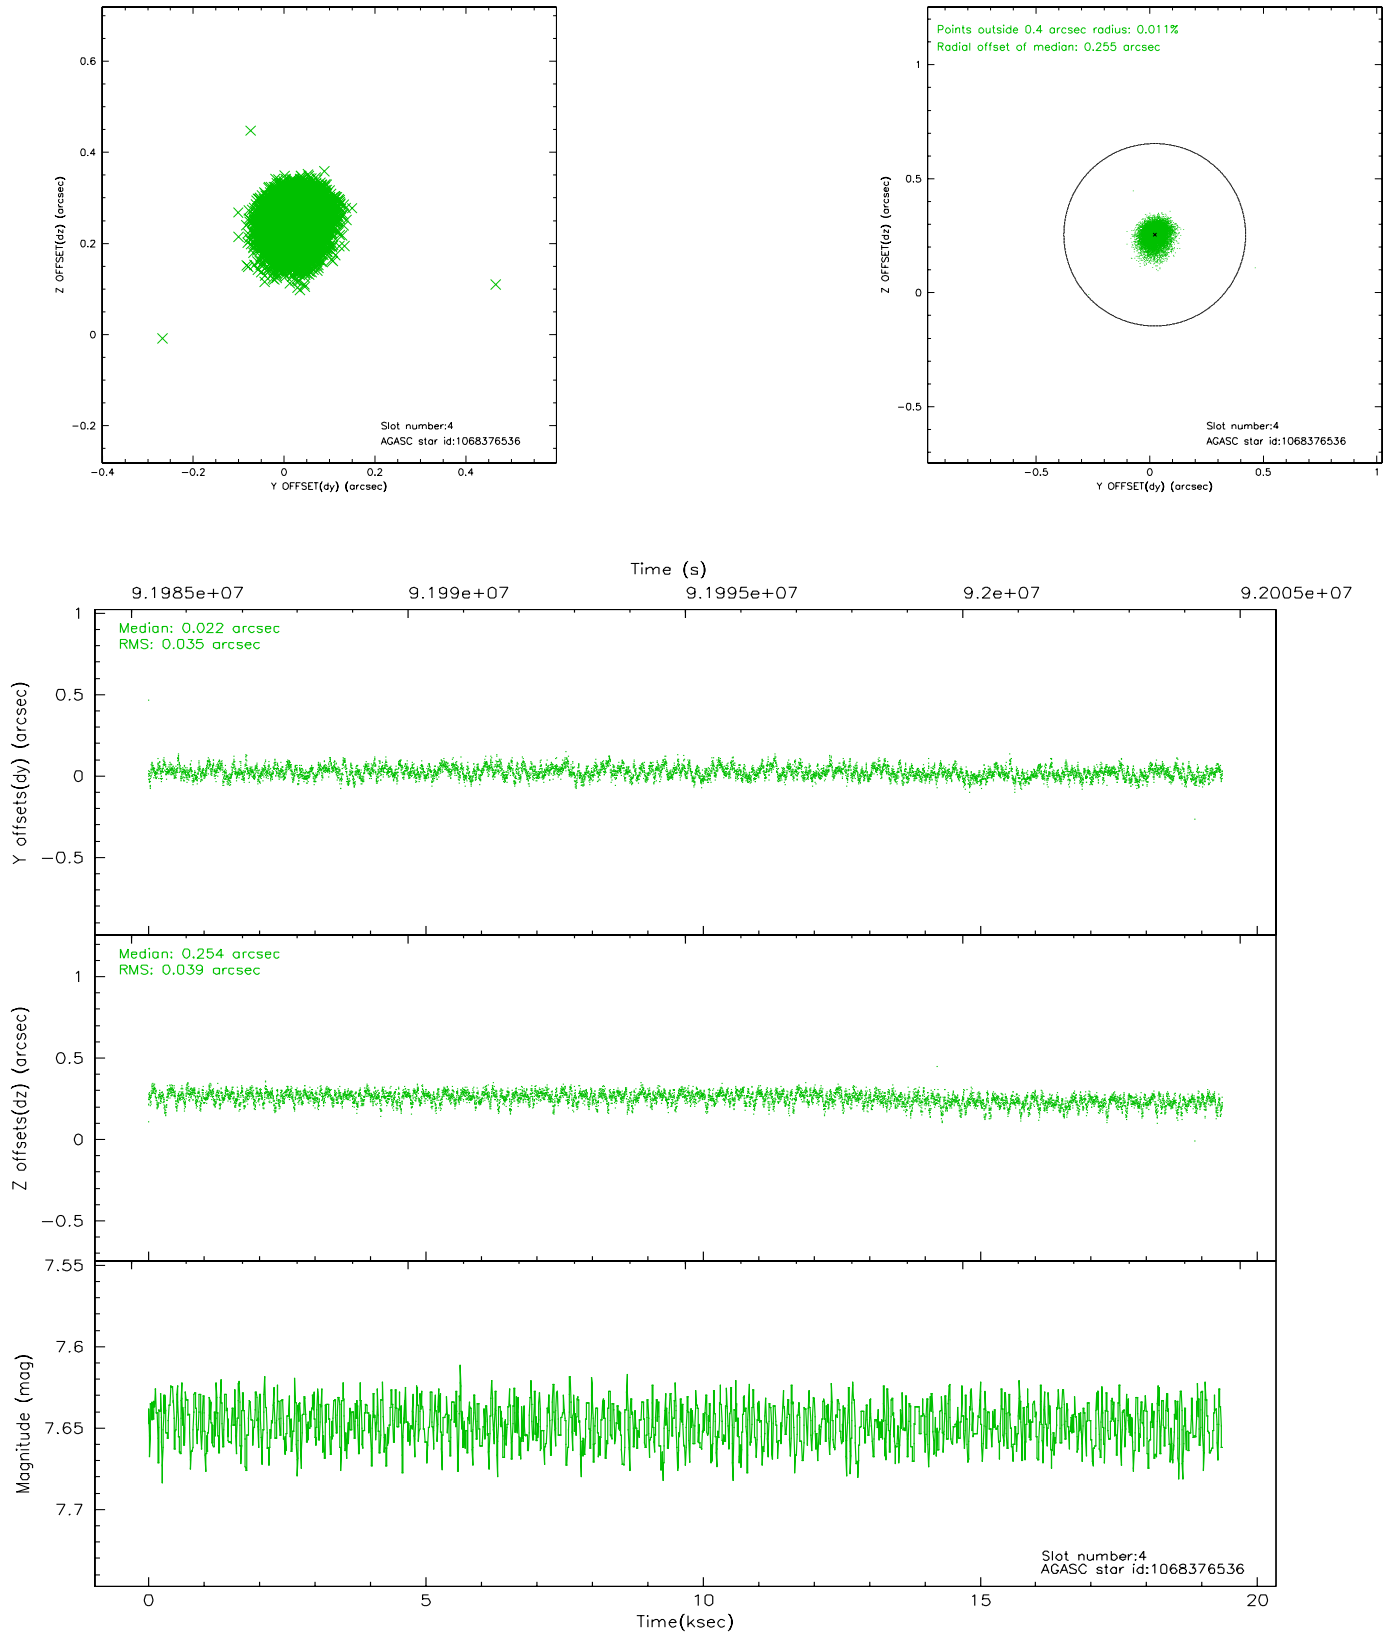 0.6
0.4
0.2
0
−0.2
Z OFFSET(dz) (arcsec)
Slot number:4
AGASC star id:1068376536
−0.4 −0.2 0 0.2 0.4
Y OFFSET(dy) (arcsec)
Points outside 0.4 arcsec radius: 0.011%
Radial offset of median: 0.255 arcsec
1
0.5
0
−0.5
Z OFFSET(dz) (arcsec)
Slot number:4
AGASC star id:1068376536
−0.5 0 0.5 1
Y OFFSET(dy) (arcsec)
Time (s)
9.1985e+07 9.199e+07 9.1995e+07 9.2e+07 9.2005e+07
Median: 0.022 arcsec
RMS: 0.035 arcsec
1
0.5
0
−0.5
Y offsets(dy) (arcsec)
Median: 0.254 arcsec
RMS: 0.039 arcsec
1
0.5
0
−0.5
Z offsets(dz) (arcsec)
7.55
7.6
7.65
7.7
Magnitude (mag)
Slot number:4
AGASC star id:1068376536
0 5 10 15 20
Time(ksec)